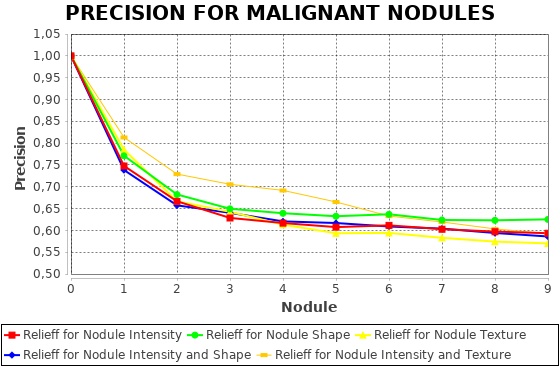 PRECISION FOR MALIGNANT NODULES
1,05
1,00
0,95
0,90
0,85
0,80
0,75
0,70
0,65
0,60
0,55
0,50
Precision
0 1 2 3 4 5 6 7 8 9
Nodule
Relieff for Nodule Intensity Relieff for Nodule Shape Relieff for Nodule Texture
Relieff for Nodule Intensity and Shape Relieff for Nodule Intensity and Texture